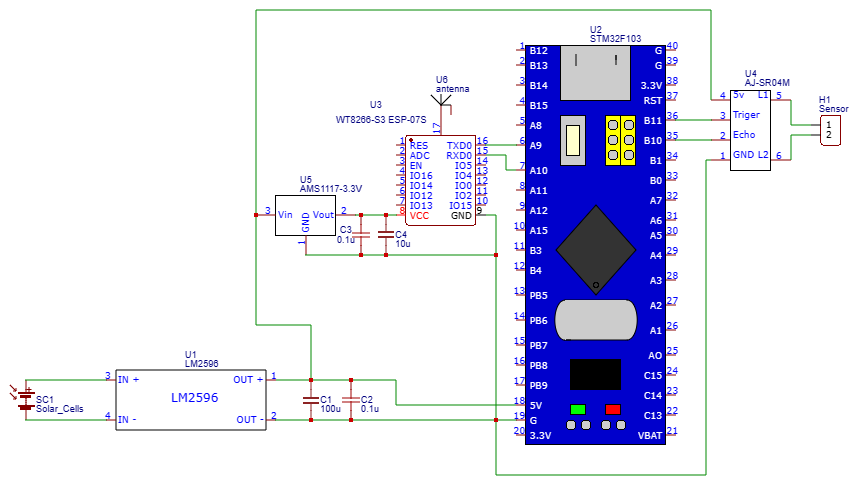 U2
STM32F103
1 B12
2 B13
3 B14
4 B15
5 A8
6 A9
7 A10
8 A11
9 A12
10 A15
11 B3
12 B4
13 PB5
14 PB6
15 PB7
16 PB8
17 PB9
18 5V
19 G
20 3.3V
G 40
G 39
3.3V 38
RST 37
B11 36
B10 35
B1 34
B0 33
A7 32
A6 31
A5 30
A4 29
A3 28
A2 27
A1 26
AO 25
C15 24
C14 23
C13 22
VBAT 21
U6
antenna
17
U3
WT8266-S3 ESP-07S
1 RES TXD0 16
2 ADC RXD0 15
3 EN IO5 14
4 IO16 IO4 13
5 IO14 IO0 12
6 IO12 IO2 11
7 IO13 IO15 10
8 VCC GND 9
U4
AJ-SR04M
4 5v L1 5
3 Triger
2 Echo
1 GND L2 6
H1
Sensor
1
2
U5
AMS1117-3.3V
3 Vin Vout 2
GND
1
C3
0.1u
C4
10u
U1
LM2596
3 IN + OUT + 1
LM2596
4 IN - OUT - 2
SC1
Solar_Cells
C1
100u
C2
0.1u